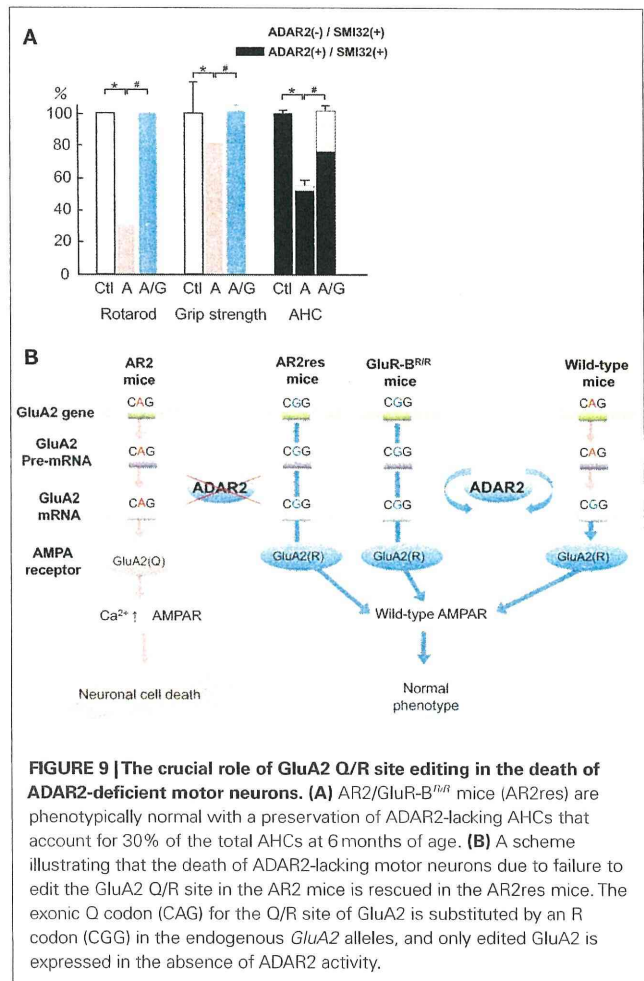 A
ADAR2(-) / SMI32(+)
ADAR2(+) / SMI32(+)
* # * # * #
%
100
80
60
40
20
0
Ctl A A/G Ctl A A/G Ctl A A/G
Rotarod Grip strength AHC
B
AR2 mice AR2res mice GluR-B^R/R mice Wild-type mice
GluA2 gene CAG CGG CGG CAG
GluA2 Pre-mRNA CAG CGG CGG CAG
ADAR2 ADAR2
GluA2 mRNA CAG CGG CGG CGG
AMPA receptor GluA2(Q) GluA2(R) GluA2(R) GluA2(R)
Ca2+ ↑ AMPAR Wild-type AMPAR
Neuronal cell death Normal phenotype
FIGURE 9 | The crucial role of GluA2 Q/R site editing in the death of
ADAR2-deficient motor neurons. (A) AR2/GluR-B^R/R mice (AR2res) are
phenotypically normal with a preservation of ADAR2-lacking AHCs that
account for 30% of the total AHCs at 6 months of age. (B) A scheme
illustrating that the death of ADAR2-lacking motor neurons due to failure to
edit the GluA2 Q/R site in the AR2 mice is rescued in the AR2res mice. The
exonic Q codon (CAG) for the Q/R site of GluA2 is substituted by an R
codon (CGG) in the endogenous GluA2 alleles, and only edited GluA2 is
expressed in the absence of ADAR2 activity.